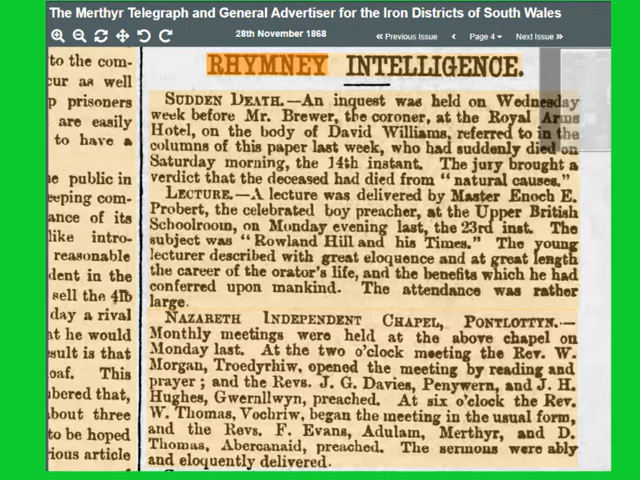 The Merthyr Telegraph and General Advertiser for the Iron Districts of South Wales
28th November 1868
Previous Issue
Page 4
Next Issue
to the com-
cur as well
p prisoners
are easily
to have a
e public in
eeping com-
ance of its
like intro-
reasonable
dent in the
sell the 4lb
day a rival
at he would
sult is that
oaf. This
bered that,
bout three
to be hoped
rious article
RHYMNEY INTELLIGENCE.
SUDDEN DEATH.—An inquest was held on Wednesday
week before Mr. Brewer, the coroner, at the Royal Arms
Hotel, on the body of David Williams, referred to in the
columns of this paper last week, who had suddenly died on
Saturday morning, the 14th instant. The jury brought a
verdict that the deceased had died from "natural causes."
LECTURE.—A lecture was delivered by Master Enoch E.
Probert, the celebrated boy preacher, at the Upper British
Schoolroom, on Monday evening last, the 23rd inst. The
subject was "Rowland Hill and his Times." The young
lecturer described with great eloquence and at great length
the career of the orator's life, and the benefits which he had
conferred upon mankind. The attendance was rather
large.
NAZARETH INDEPENDENT CHAPEL, PONTLOTTYN.—
Monthly meetings were held at the above chapel on
Monday last. At the two o'clock meeting the Rev. W.
Morgan, Troedyrhiw, opened the meeting by reading and
prayer; and the Revs. J. G. Davies, Penywern, and J. H.
Hughes, Gwernllwyn, preached. At six o'clock the Rev.
W. Thomas, Vochriw, began the meeting in the usual form,
and the Revs. F. Evans, Adulam, Merthyr, and D.
Thomas, Abercanaid, preached. The sermons were ably
and eloquently delivered.